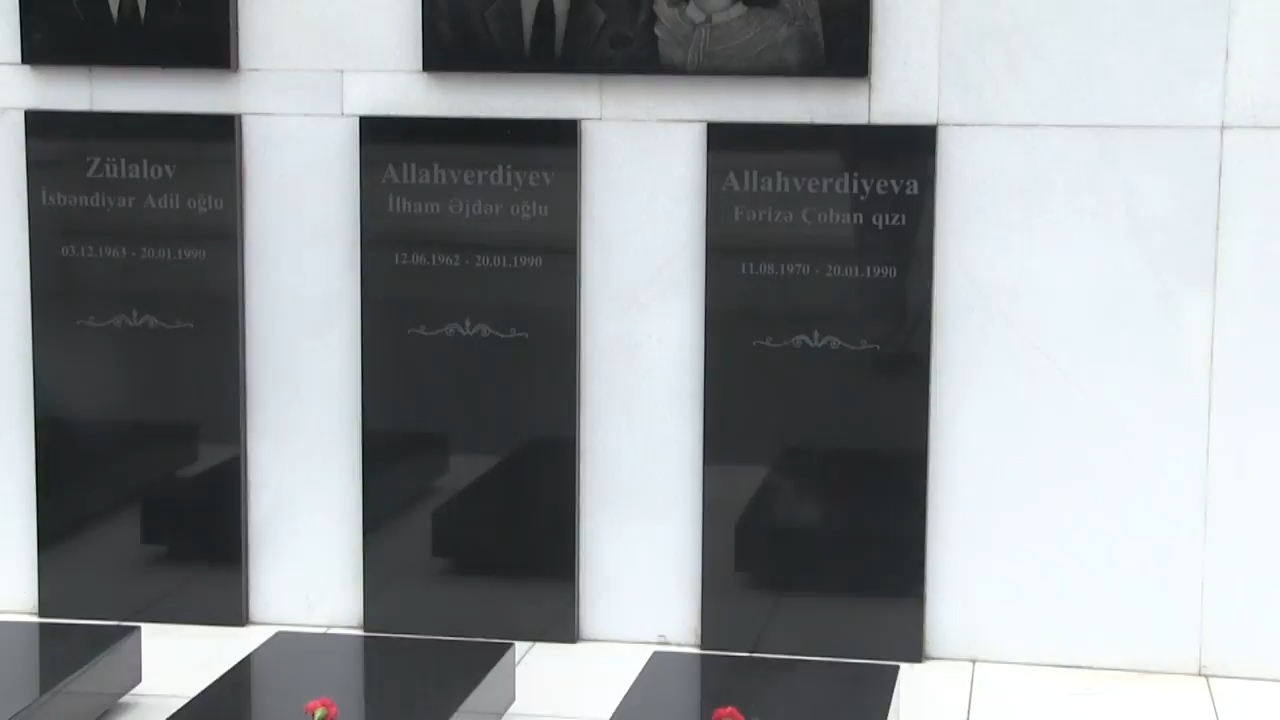 Zülalov
İsbəndiyar Adil oğlu
03.12.1963 - 20.01.1990
Allahverdiyev
İlham Əjdər oğlu
12.06.1962 - 20.01.1990
Allahverdiyeva
Fərizə Çoban qızı
11.08.1970 - 20.01.1990